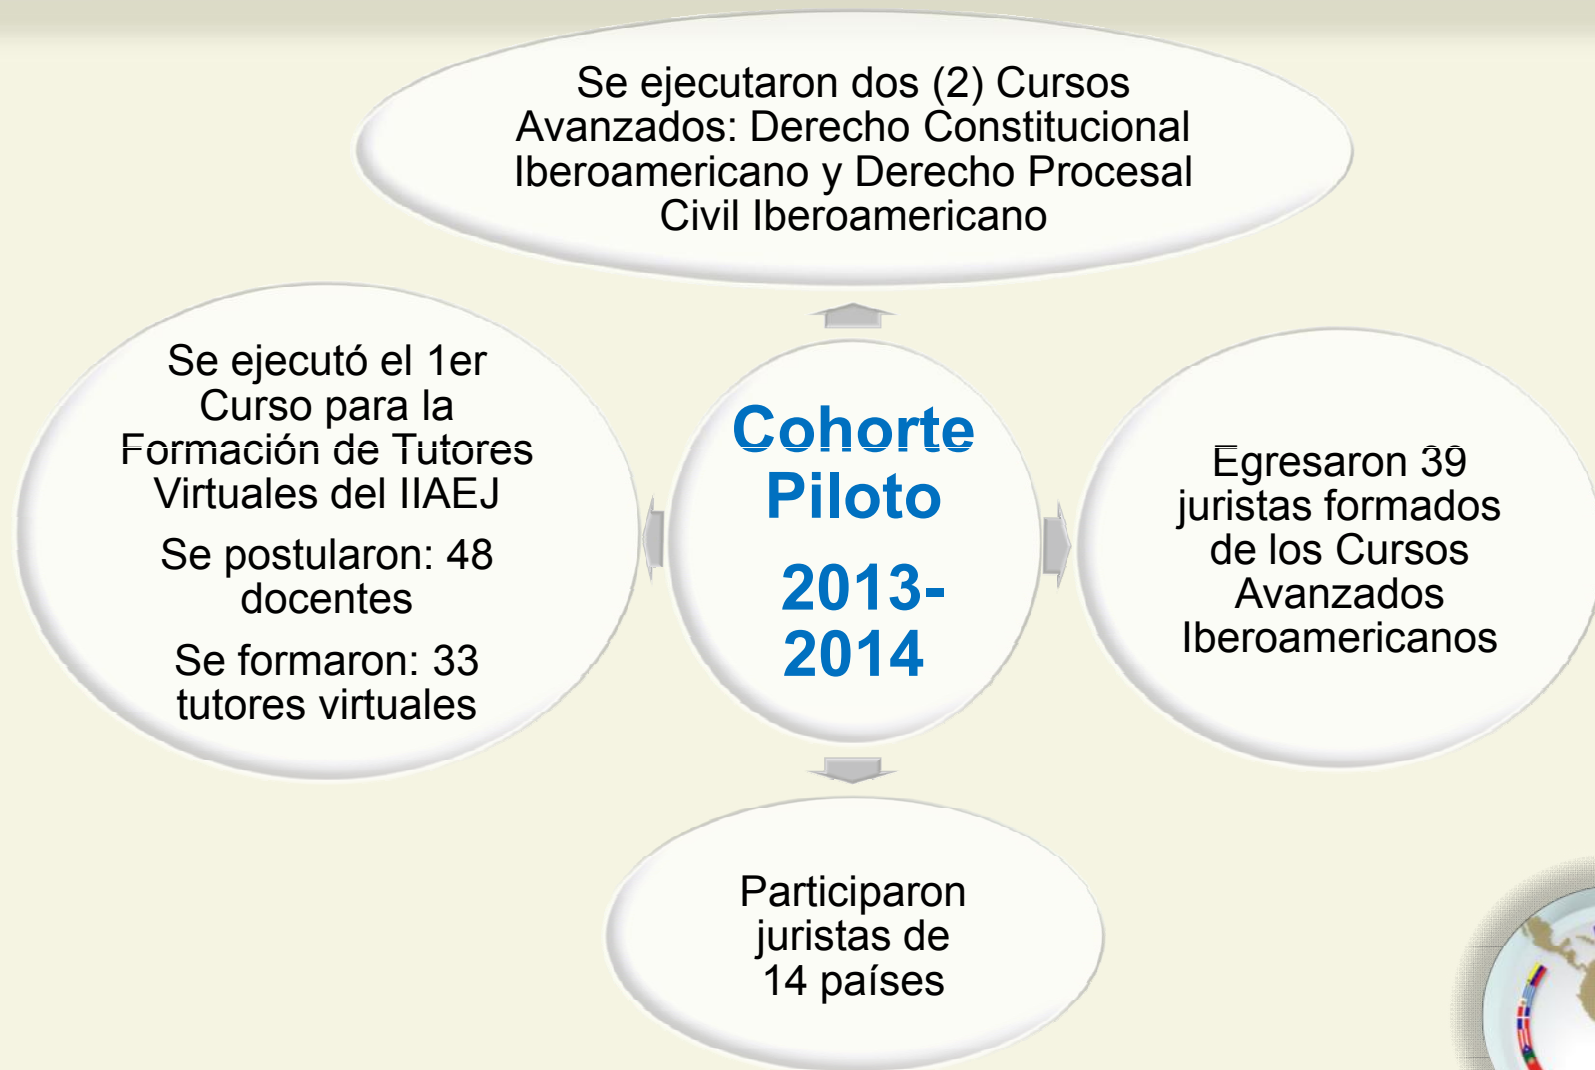 Se ejecutaron dos (2) Cursos
Avanzados: Derecho Constitucional
Iberoamericano y Derecho Procesal
Civil Iberoamericano
Se ejecutó el 1er
Curso para la
Formación de Tutores
Virtuales del IIAEJ
Se postularon: 48
docentes
Se formaron: 33
tutores virtuales
Cohorte
Piloto
2013-
2014
Egresaron 39
juristas formados
de los Cursos
Avanzados
Iberoamericanos
Participaron
juristas de
14 países